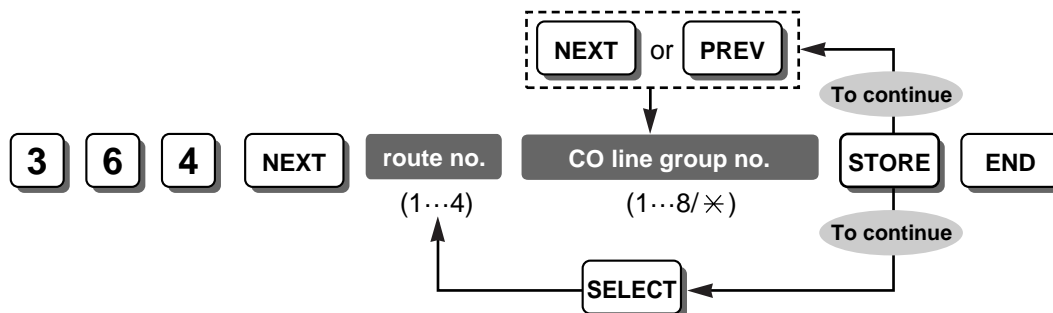 NEXT or PREV
To continue
3 6 4 NEXT route no. CO line group no. STORE END
(1···4) (1···8/✳)
To continue
SELECT